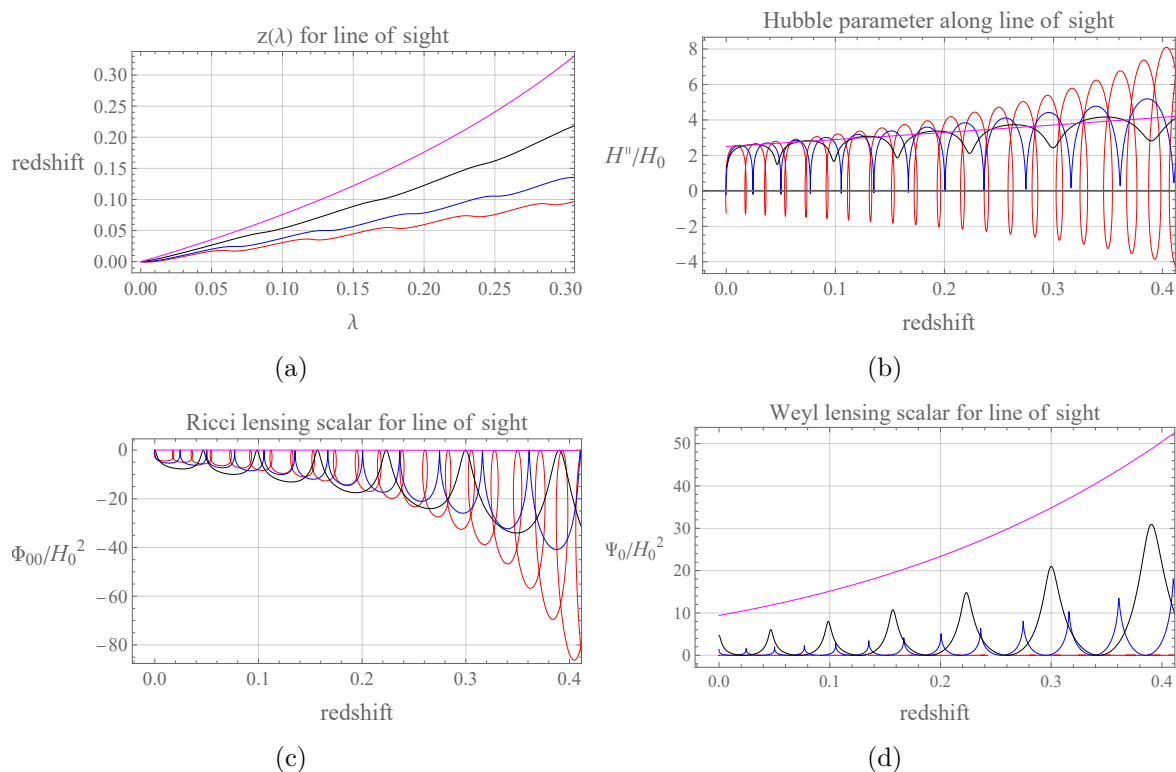 z(λ) for line of sight
redshift
0.30
0.25
0.20
0.15
0.10
0.05
0.00
0.00 0.05 0.10 0.15 0.20 0.25 0.30
λ
(a)
Hubble parameter along line of sight
H"/H₀
8
6
4
2
0
−2
−4
0.0 0.1 0.2 0.3 0.4
redshift
(b)
Ricci lensing scalar for line of sight
Φ₀₀/H₀²
0
−20
−40
−60
−80
0.0 0.1 0.2 0.3 0.4
redshift
(c)
Weyl lensing scalar for line of sight
Ψ₀/H₀²
50
40
30
20
10
0
0.0 0.1 0.2 0.3 0.4
redshift
(d)